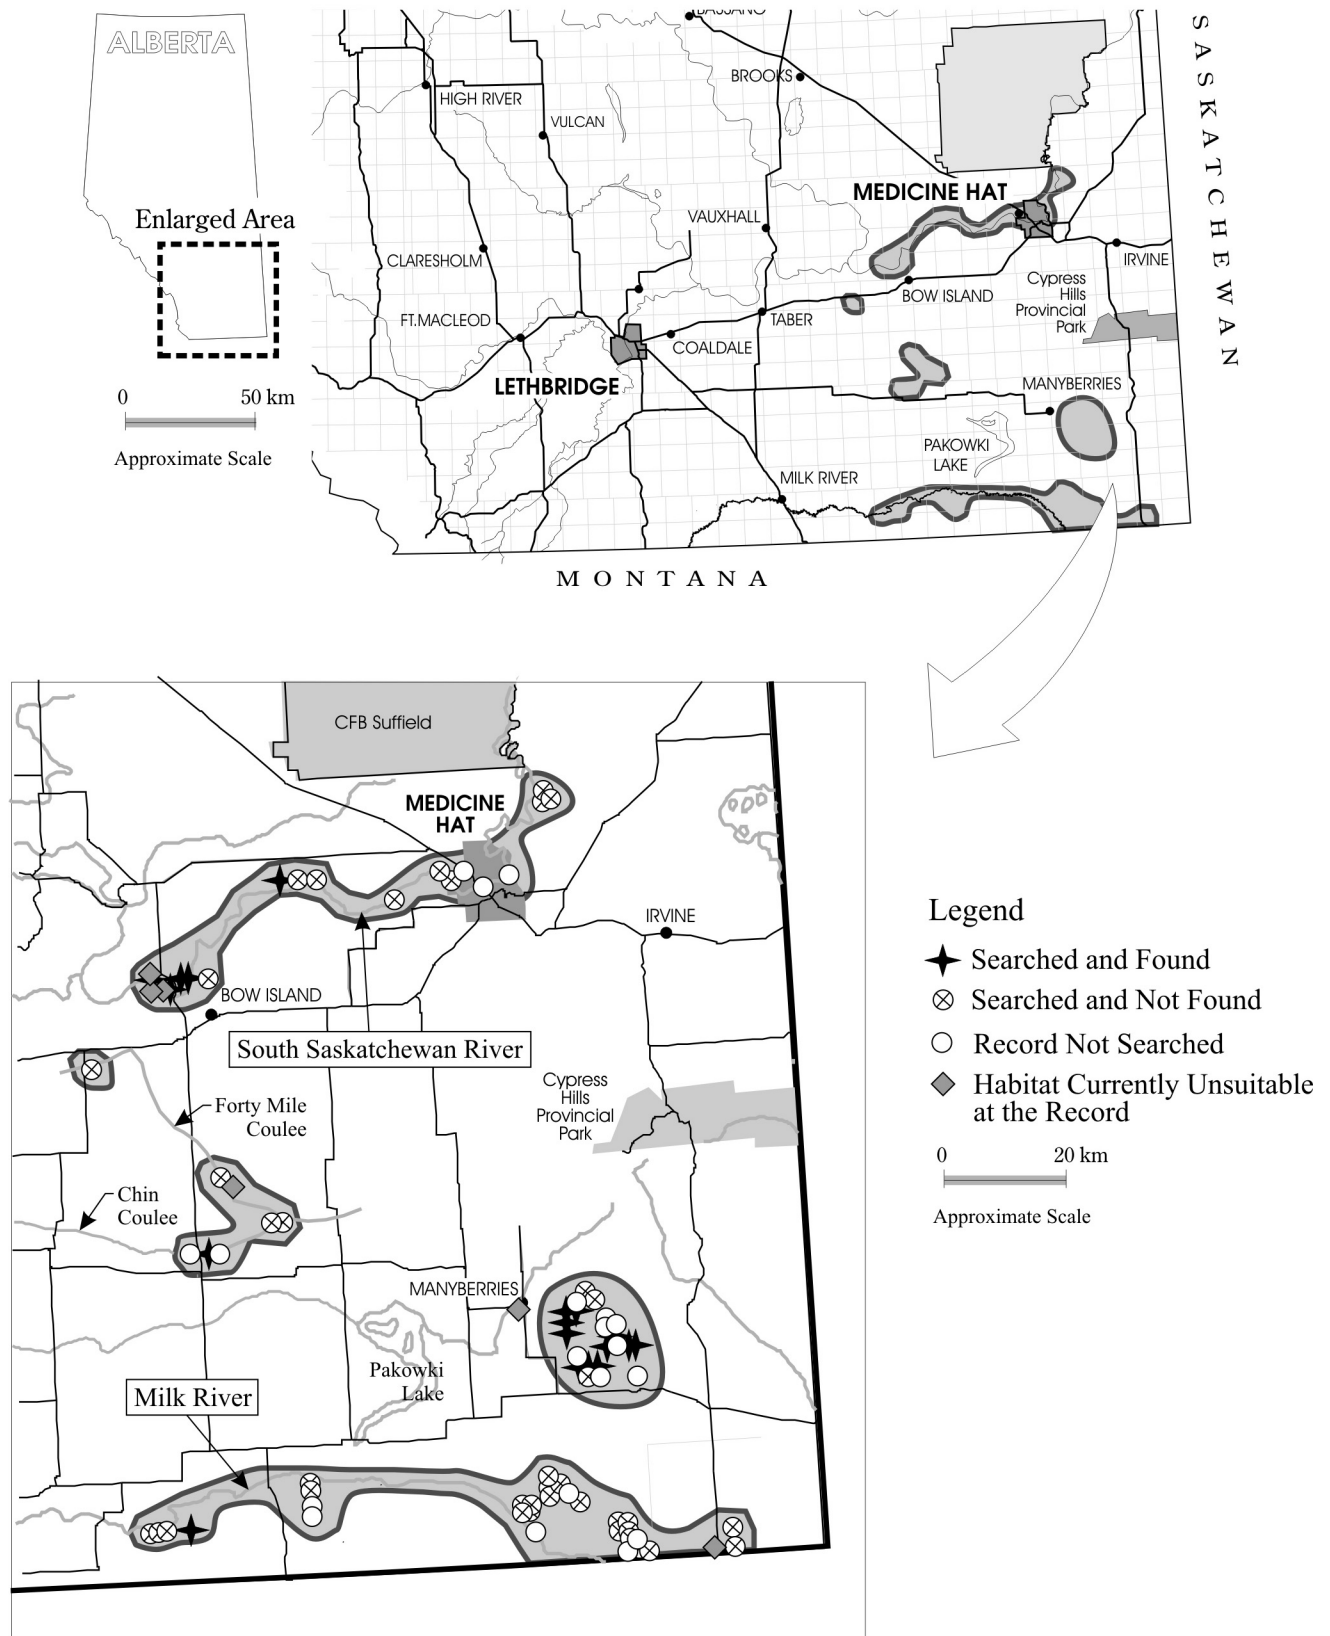 ALBERTA
Enlarged Area
0 50 km
Approximate Scale
BASSANO
BROOKS
HIGH RIVER
VULCAN
MEDICINE HAT
VAUXHALL
CLARESHOLM
IRVINE
Cypress
Hills
Provincial
Park
BOW ISLAND
FT.MACLEOD
TABER
COALDALE
LETHBRIDGE
MANYBERRIES
PAKOWKI
LAKE
MILK RIVER
SASKATCHEWAN
MONTANA
CFB Suffield
MEDICINE
HAT
IRVINE
BOW ISLAND
South Saskatchewan River
Cypress
Hills
Provincial
Park
Forty Mile
Coulee
Chin
Coulee
MANYBERRIES
Pakowki
Lake
Milk River
Legend
Searched and Found
Searched and Not Found
Record Not Searched
Habitat Currently Unsuitable
at the Record
0 20 km
Approximate Scale